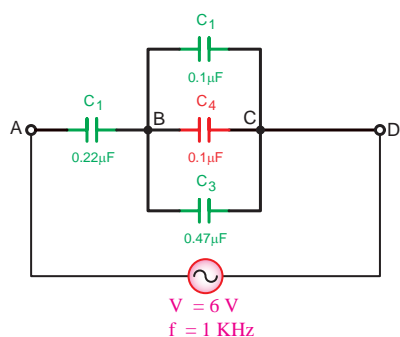 C1
0.1μF
A
C1
0.22μF
B
C4
0.1μF
C
D
C3
0.47μF
V = 6 V
f = 1 KHz